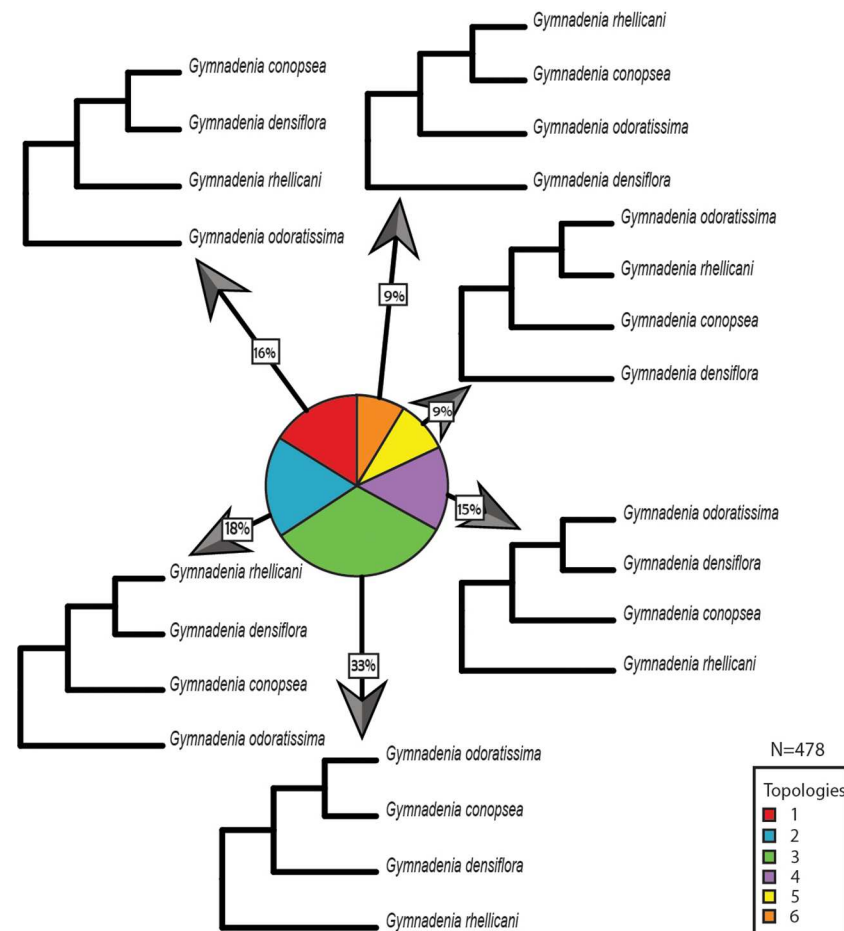 Gymnadenia conopsea
Gymnadenia densiflora
Gymnadenia rhellicani
Gymnadenia odoratissima
Gymnadenia rhellicani
Gymnadenia conopsea
Gymnadenia odoratissima
Gymnadenia densiflora
Gymnadenia odoratissima
Gymnadenia rhellicani
Gymnadenia conopsea
Gymnadenia densiflora
16%
9%
9%
18%
15%
33%
Gymnadenia odoratissima
Gymnadenia densiflora
Gymnadenia conopsea
Gymnadenia rhellicani
Gymnadenia rhellicani
Gymnadenia densiflora
Gymnadenia conopsea
Gymnadenia odoratissima
Gymnadenia odoratissima
Gymnadenia conopsea
Gymnadenia densiflora
Gymnadenia rhellicani
N=478
Topologies
1
2
3
4
5
6